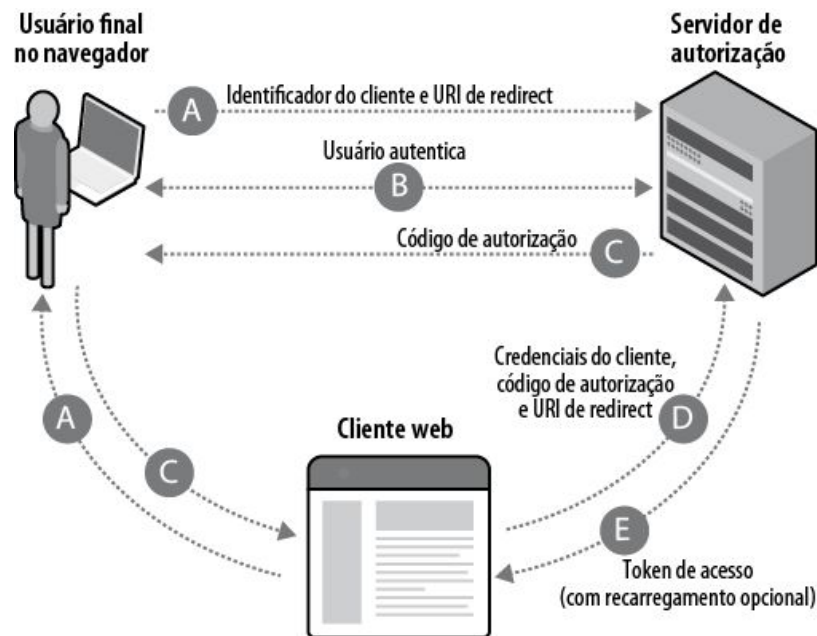 Usuário final
no navegador
Servidor de
autorização
A
Identificador do cliente e URI de redirect
Usuário autentica
B
Código de autorização
C
Credenciais do cliente,
código de autorização
e URI de redirect
D
A
C
Cliente web
E
Token de acesso
(com recarregamento opcional)